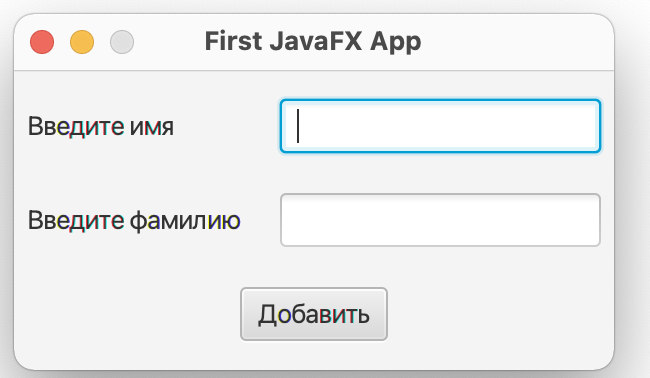 First JavaFX App
Введите имя
Введите фамилию
Добавить